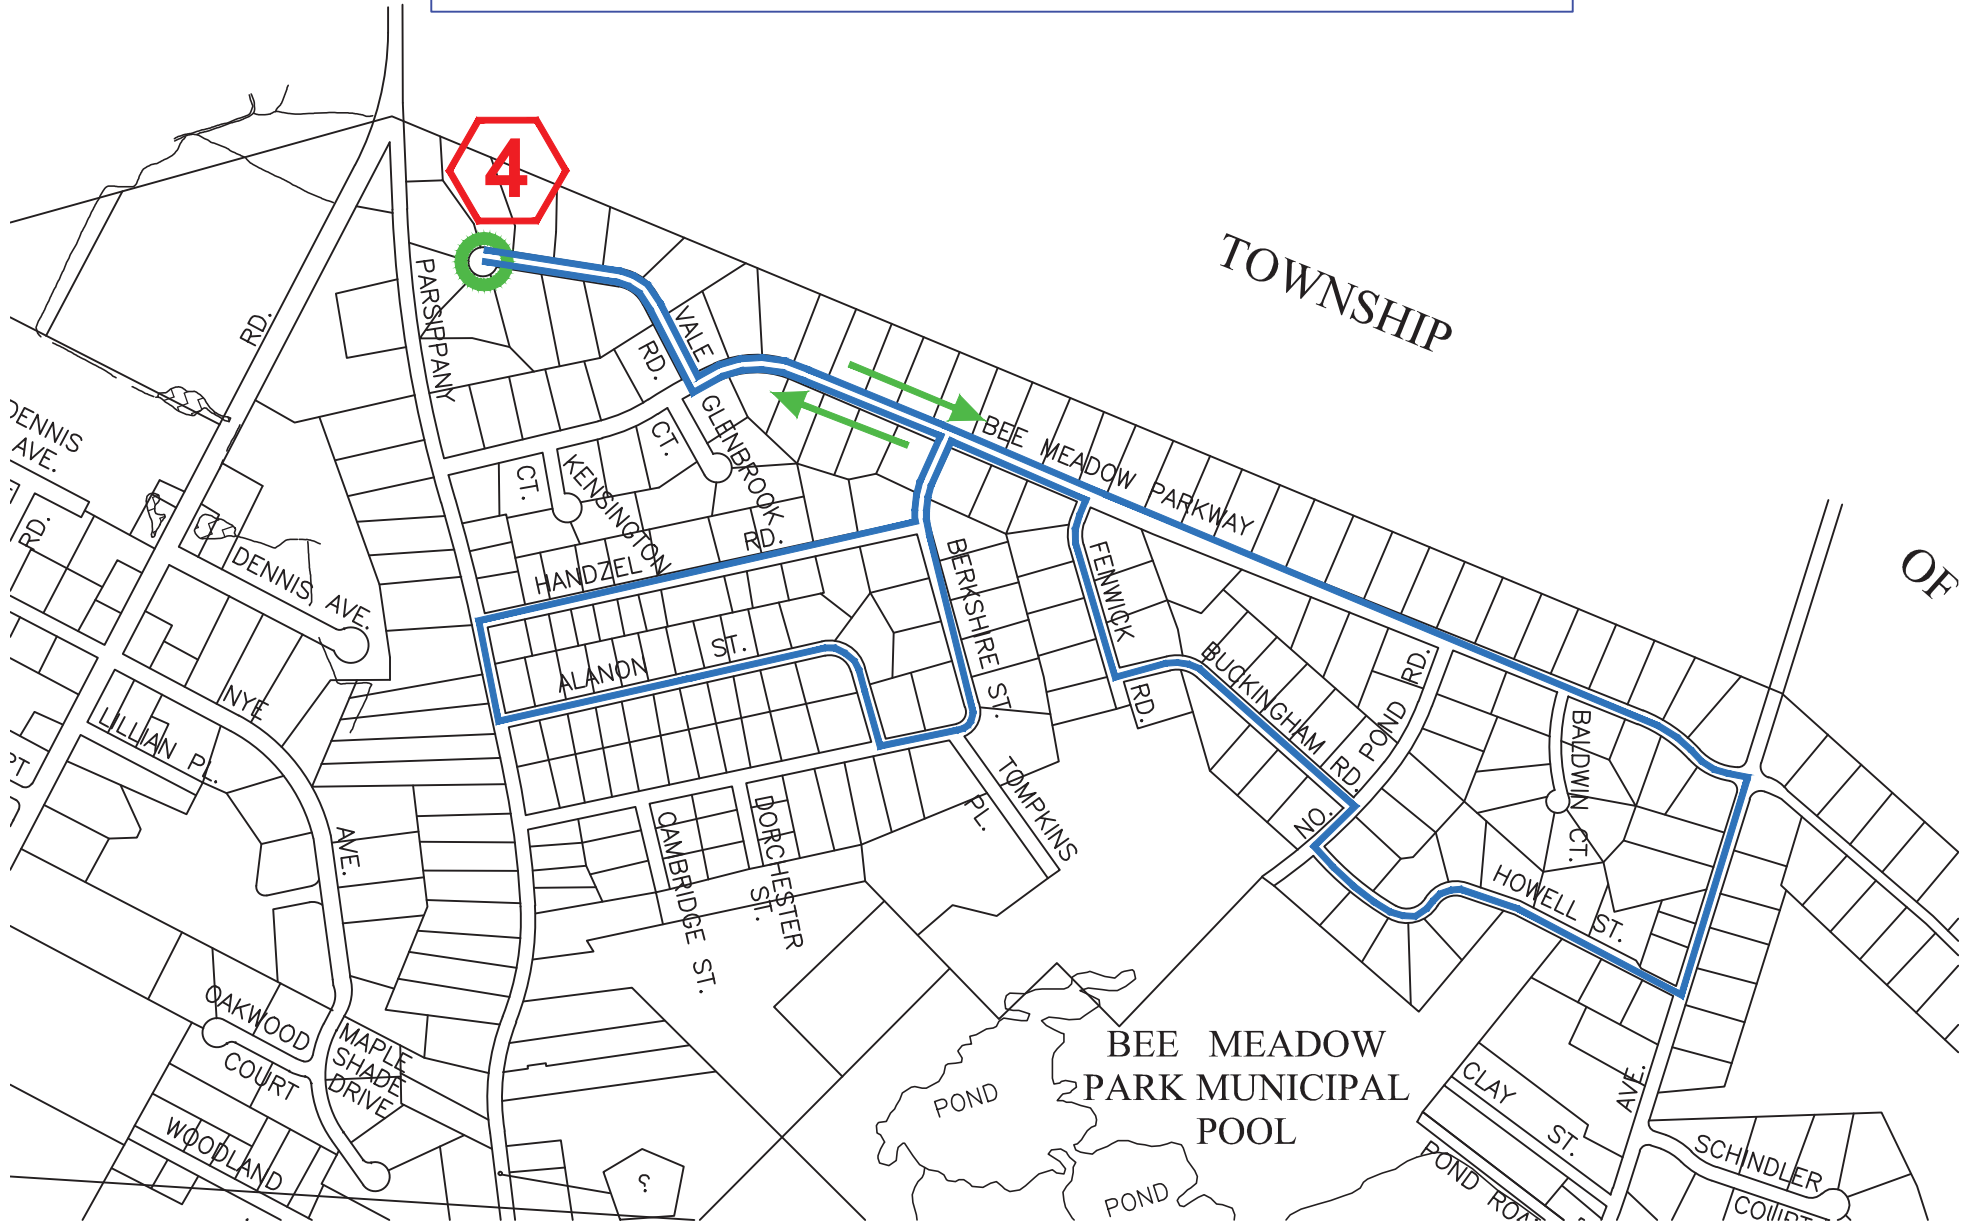 4
TOWNSHIP
OF
RD.
PARSIPPANY
VALE
RD.
BEE MEADOW PARKWAY
DENNIS
AVE.
RD.
GLENBROOK
CT.
KENSINGTON
CT.
HANDZEL RD.
DENNIS AVE.
BERKSHIRE ST.
FENWICK
RD.
ALANON ST.
BUCKINGHAM RD.
POND RD.
NO.
BALDWIN CT.
NYE
AVE.
LILLIAN PL.
PT
TOMPKINS
PL.
CAMBRIDGE ST.
DORCHESTER
ST.
HOWELL ST.
OAKWOOD
COURT
MAPLE
SHADE
DRIVE
WOODLAND
BEE MEADOW
PARK MUNICIPAL
POOL
POND
POND
CLAY
ST.
AVE.
SCHINDLER
COURT
POND ROAD
?